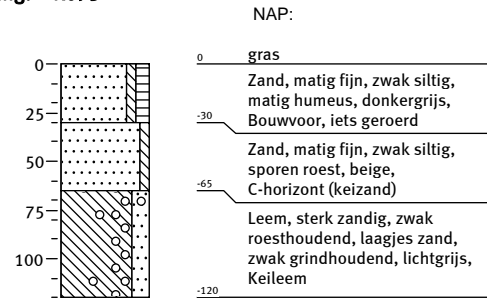 NAP:
0 gras
0
Zand, matig fijn, zwak siltig,
matig humeus, donkergrijs,
Bouwvoor, iets geroerd
25
-30
Zand, matig fijn, zwak siltig,
sporen roest, beige,
C-horizont (keizand)
50
-65
Leem, sterk zandig, zwak
roesthoudend, laagjes zand,
zwak grindhoudend, lichtgrijs,
Keileem
75
100
-120